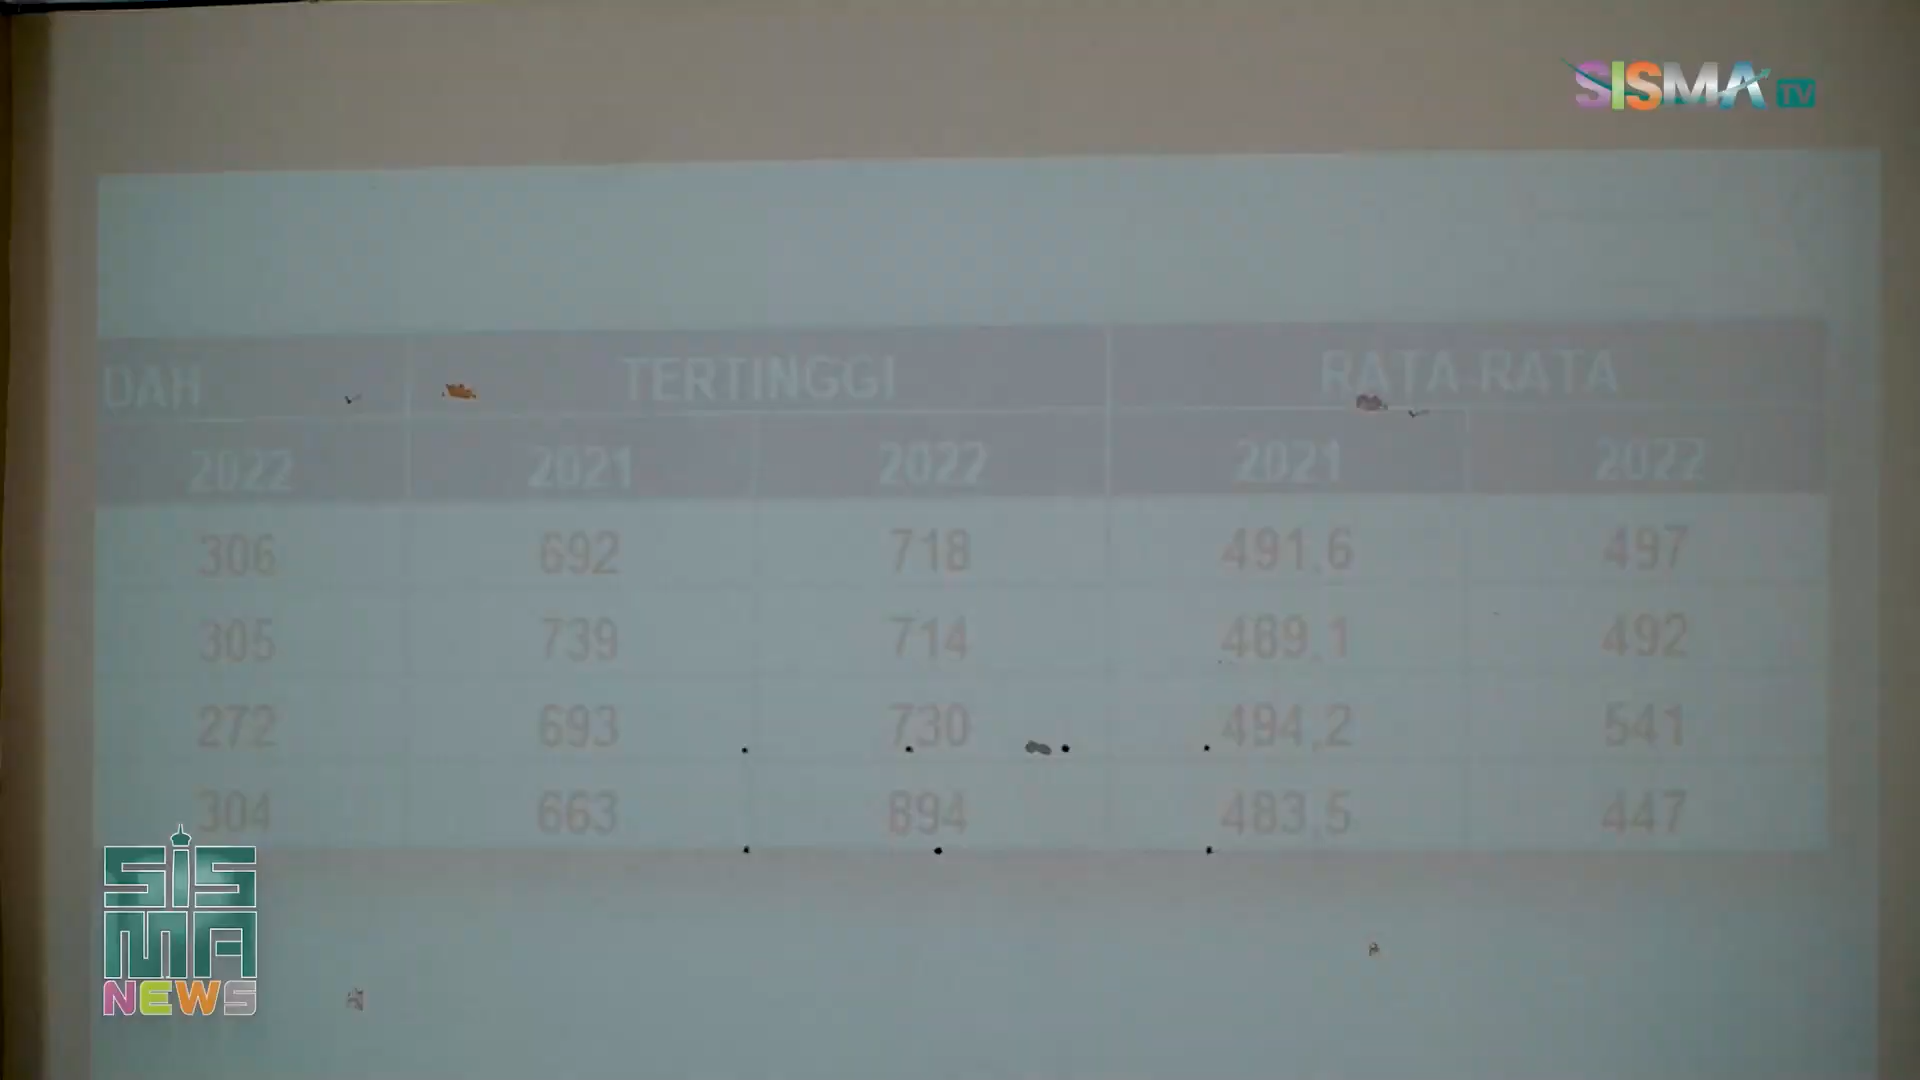 SISMA TV
DAH TERTINGGI RATA-RATA
2022 2021 2022 2021 2022
306 692 718 491,6 497
305 739 714 489,1 492
272 693 730 494,2 541
304 663 894 483,5 447
SIS
MA
NEWS